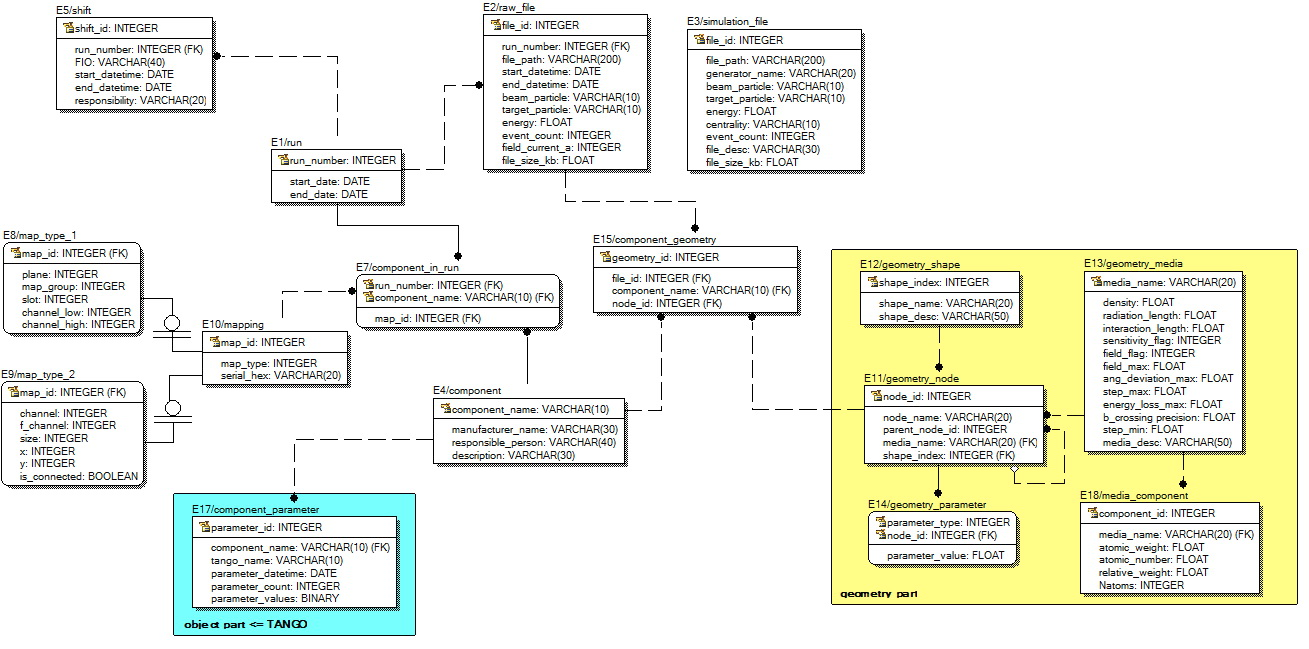 E5/shift
shift_id: INTEGER
run_number: INTEGER (FK)
FIO: VARCHAR(40)
start_datetime: DATE
end_datetime: DATE
responsibility: VARCHAR(20)
E2/raw_file
file_id: INTEGER
run_number: INTEGER (FK)
file_path: VARCHAR(200)
start_datetime: DATE
end_datetime: DATE
beam_particle: VARCHAR(10)
target_particle: VARCHAR(10)
energy: FLOAT
event_count: INTEGER
field_current_a: INTEGER
file_size_kb: FLOAT
E3/simulation_file
file_id: INTEGER
file_path: VARCHAR(200)
generator_name: VARCHAR(20)
beam_particle: VARCHAR(10)
target_particle: VARCHAR(10)
energy: FLOAT
centrality: VARCHAR(10)
event_count: INTEGER
file_desc: VARCHAR(30)
file_size_kb: FLOAT
E1/run
run_number: INTEGER
start_date: DATE
end_date: DATE
E8/map_type_1
map_id: INTEGER (FK)
plane: INTEGER
map_group: INTEGER
slot: INTEGER
channel_low: INTEGER
channel_high: INTEGER
E7/component_in_run
run_number: INTEGER (FK)
component_name: VARCHAR(10) (FK)
map_id: INTEGER (FK)
E15/component_geometry
geometry_id: INTEGER
file_id: INTEGER (FK)
component_name: VARCHAR(10) (FK)
node_id: INTEGER (FK)
E10/mapping
map_id: INTEGER
map_type: INTEGER
serial_hex: VARCHAR(20)
E9/map_type_2
map_id: INTEGER (FK)
channel: INTEGER
f_channel: INTEGER
size: INTEGER
x: INTEGER
y: INTEGER
is_connected: BOOLEAN
E4/component
component_name: VARCHAR(10)
manufacturer_name: VARCHAR(30)
responsible_person: VARCHAR(40)
description: VARCHAR(30)
E17/component_parameter
parameter_id: INTEGER
component_name: VARCHAR(10) (FK)
tango_name: VARCHAR(10)
parameter_datetime: DATE
parameter_count: INTEGER
parameter_values: BINARY
object part <= TANGO
E12/geometry_shape
shape_index: INTEGER
shape_name: VARCHAR(20)
shape_desc: VARCHAR(50)
E13/geometry_media
media_name: VARCHAR(20)
density: FLOAT
radiation_length: FLOAT
interaction_length: FLOAT
sensitivity_flag: INTEGER
field_flag: INTEGER
field_max: FLOAT
ang_deviation_max: FLOAT
step_max: FLOAT
energy_loss_max: FLOAT
b_crossing_precision: FLOAT
step_min: FLOAT
media_desc: VARCHAR(50)
E11/geometry_node
node_id: INTEGER
node_name: VARCHAR(20)
parent_node_id: INTEGER
media_name: VARCHAR(20) (FK)
shape_index: INTEGER (FK)
E14/geometry_parameter
parameter_type: INTEGER
node_id: INTEGER (FK)
parameter_value: FLOAT
E18/media_component
component_id: INTEGER
media_name: VARCHAR(20) (FK)
atomic_weight: FLOAT
atomic_number: FLOAT
relative_weight: FLOAT
Natoms: INTEGER
geometry part